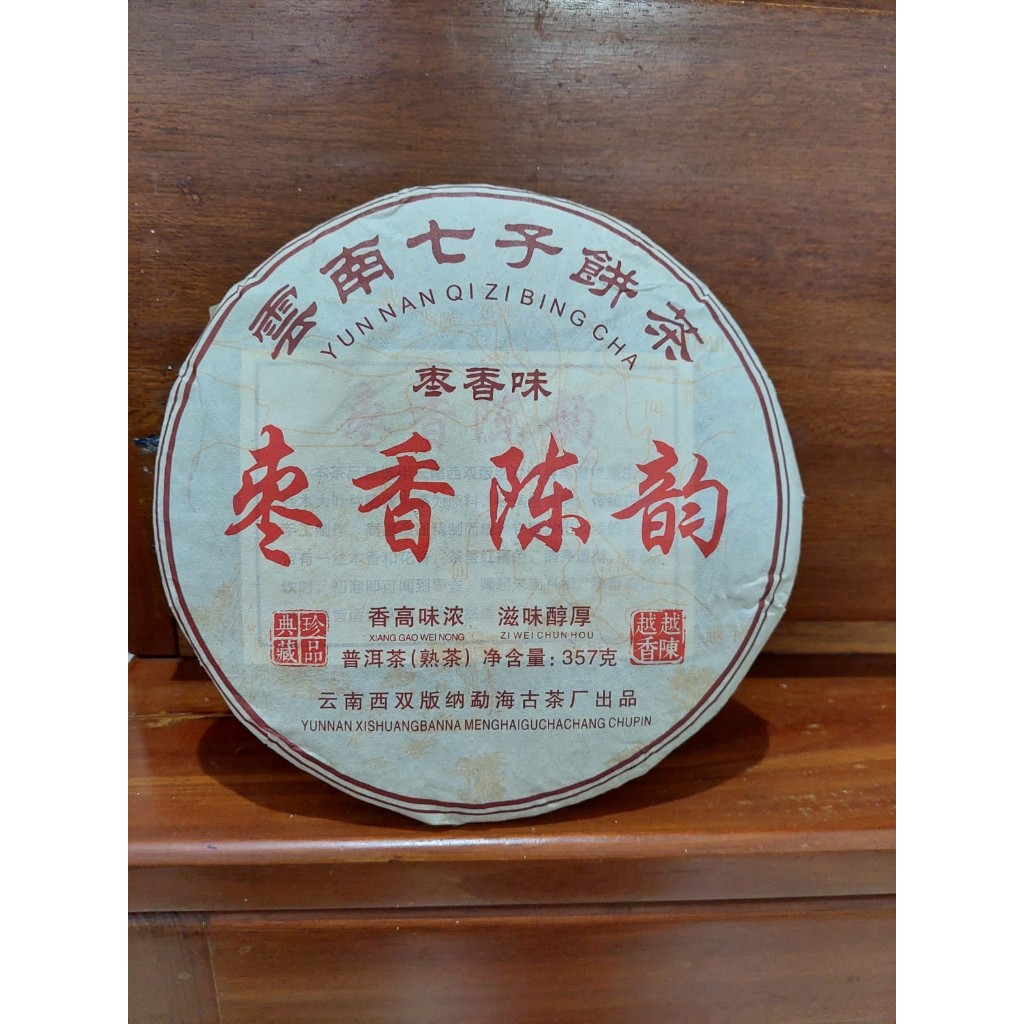 雲南七子餅茶
YUN NAN QI ZI BING CHA
枣香味
枣香陈韵
香高味浓 滋味醇厚
XIANG GAO WEI NONG ZI WEI CHUN HOU
珍品典藏
越陳越香
普洱茶(熟茶) 净含量: 357克
云南西双版纳勐海古茶厂出品
YUNNAN XISHUANGBANNA MENGHAIGUCHACHANG CHUPIN